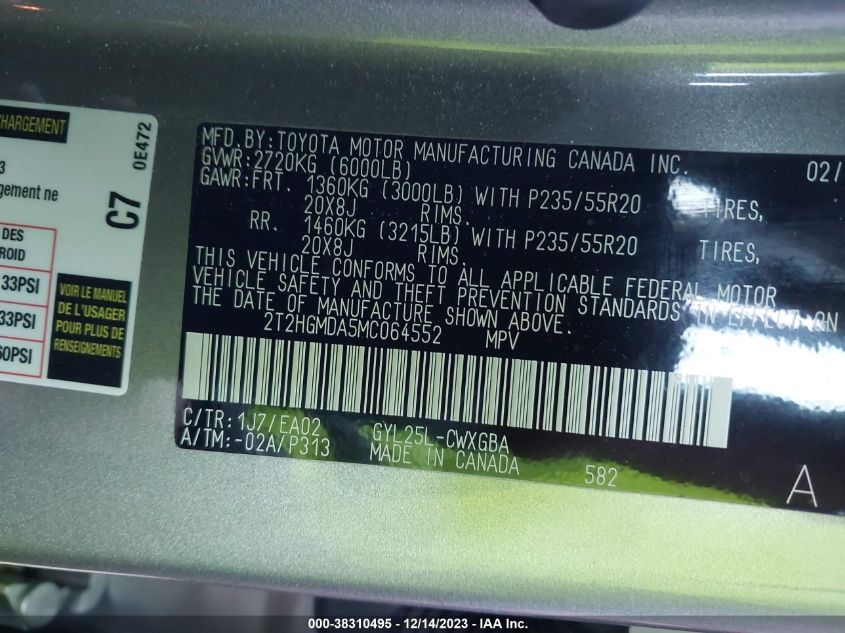 CHARGEMENT
3
gement ne
C7
0E472
DES
ROID
33PSI
33PSI
60PSI
VOIR LE MANUEL
DE L'USAGER
POUR PLUS DE
RENSEIGNEMENTS
MFD.BY:TOYOTA MOTOR MANUFACTURING CANADA INC. 02/
GVWR:2720KG (6000LB)
GAWR:FRT. 1360KG (3000LB) WITH P235/55R20 TIRES,
20X8J RIMS.
RR. 1460KG (3215LB) WITH P235/55R20 TIRES,
20X8J RIMS.
THIS VEHICLE CONFORMS TO ALL APPLICABLE FEDERAL MOTOR
VEHICLE SAFETY AND THEFT PREVENTION STANDARDS IN EFFECT ON
THE DATE OF MANUFACTURE SHOWN ABOVE.
2T2HGMDA5MC064552 MPV
C/TR:1J7/EA02 GYL25L-CWXGBA
A/TM:-02A/P313 MADE IN CANADA 582
A
000-38310495 - 12/14/2023 - IAA Inc.